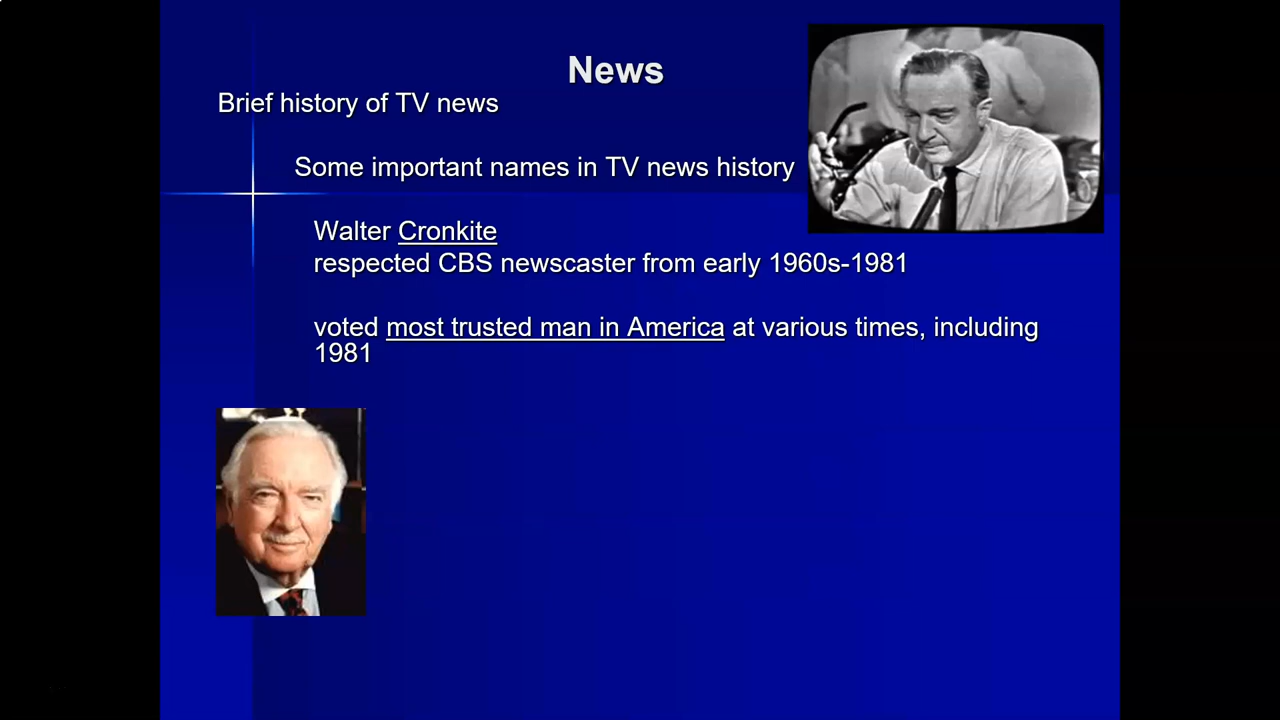 News
Brief history of TV news
Some important names in TV news history
Walter Cronkite
respected CBS newscaster from early 1960s-1981
voted most trusted man in America at various times, including
1981